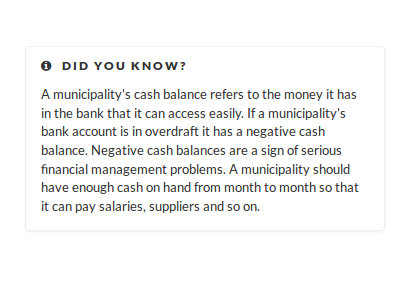 DID YOU KNOW?
A municipality's cash balance refers to the money it has
in the bank that it can access easily. If a municipality's
bank account is in overdraft it has a negative cash
balance. Negative cash balances are a sign of serious
financial management problems. A municipality should
have enough cash on hand from month to month so that
it can pay salaries, suppliers and so on.